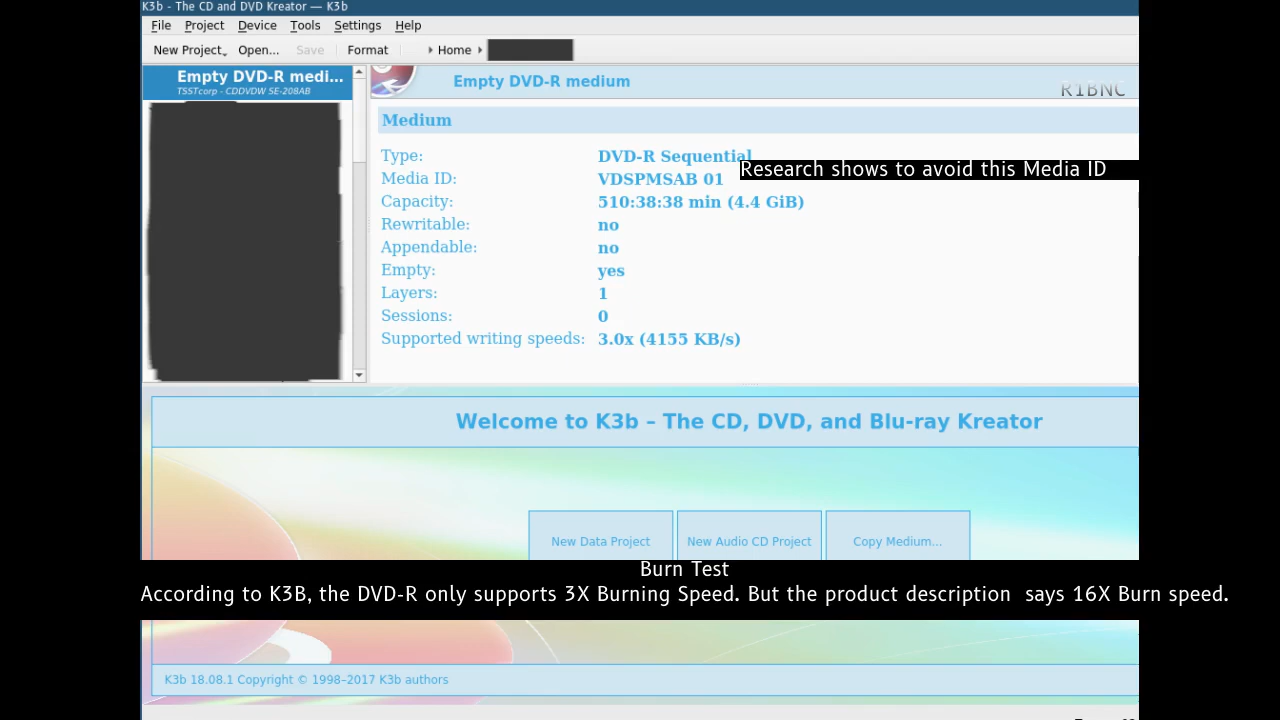 K3b - The CD and DVD Kreator — K3b
File Project Device Tools Settings Help
New Project Open... Save Format Home
Empty DVD-R medi...
TSSTcorp - CDDVDW SE-208AB
Empty DVD-R medium
R1BNC
Medium
Type: DVD-R Sequential
Research shows to avoid this Media ID
Media ID: VDSPMSAB 01
Capacity: 510:38:38 min (4.4 GiB)
Rewritable: no
Appendable: no
Empty: yes
Layers: 1
Sessions: 0
Supported writing speeds: 3.0x (4155 KB/s)
Welcome to K3b – The CD, DVD, and Blu-ray Kreator
New Data Project New Audio CD Project Copy Medium...
Burn Test
According to K3B, the DVD-R only supports 3X Burning Speed. But the product description says 16X Burn speed.
K3b 18.08.1 Copyright © 1998–2017 K3b authors